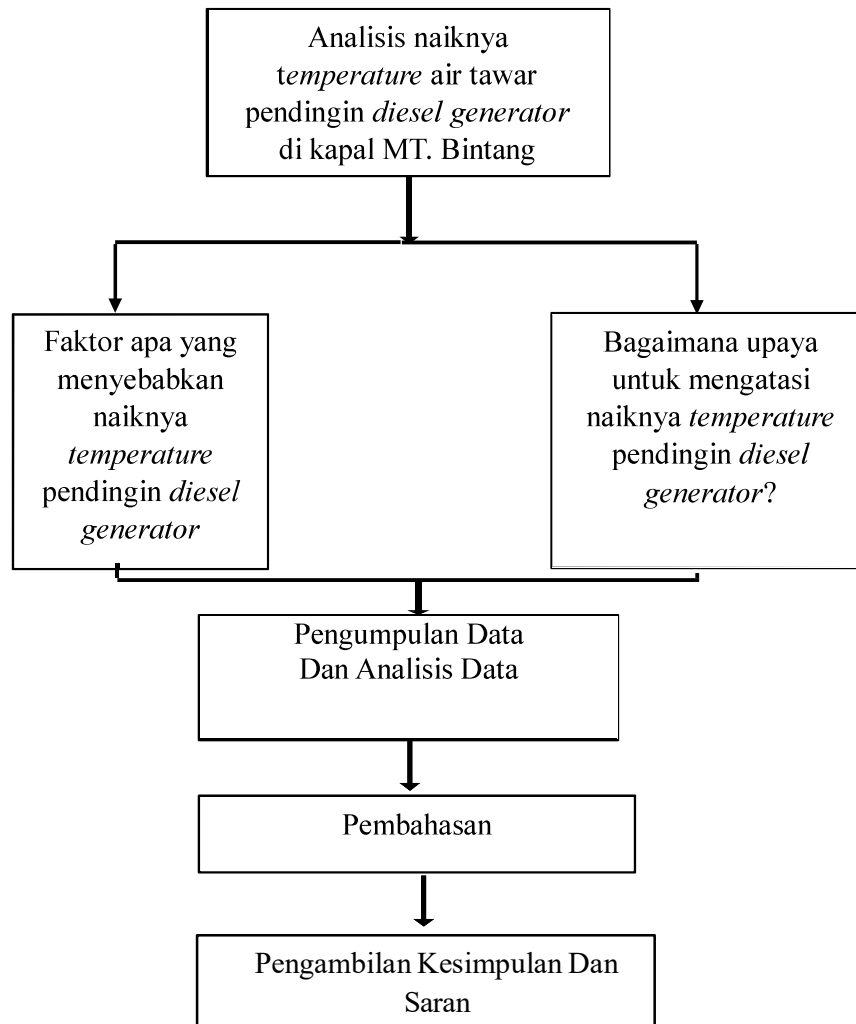 Analisis naiknya
temperature air tawar
pendingin diesel generator
di kapal MT. Bintang
Faktor apa yang
menyebabkan
naiknya
temperature
pendingin diesel
generator
Bagaimana upaya
untuk mengatasi
naiknya temperature
pendingin diesel
generator?
Pengumpulan Data
Dan Analisis Data
Pembahasan
Pengambilan Kesimpulan Dan
Saran